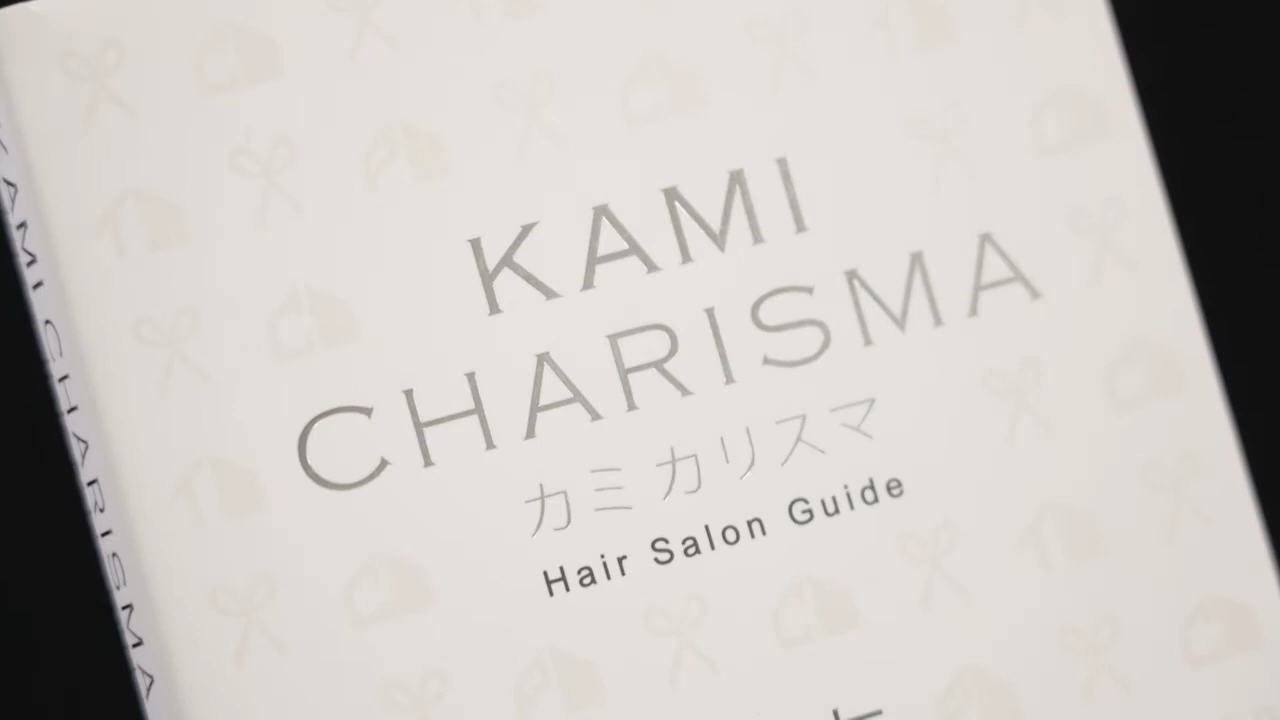 KAMI
CHARISMA
カミカリスマ
Hair Salon Guide
KAMI CHARISMA